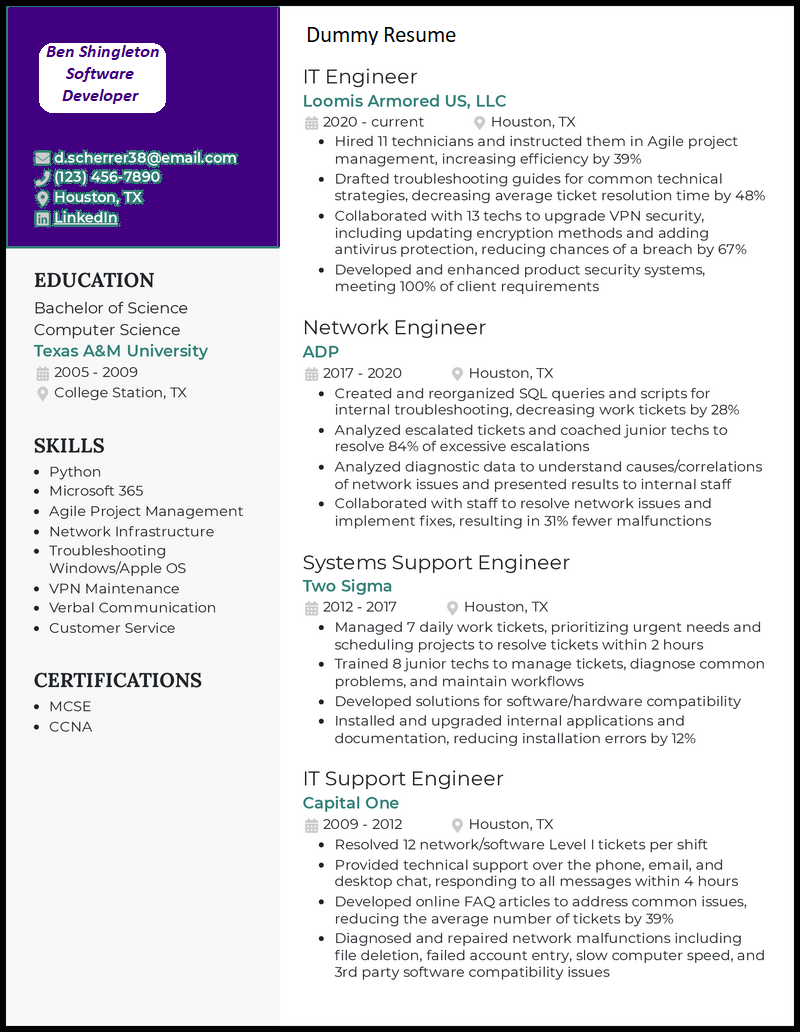 Ben Shingleton
Software
Developer
d.scherrer38@email.com
(123) 456-7890
Houston, TX
LinkedIn
EDUCATION
Bachelor of Science
Computer Science
Texas A&M University
2005 - 2009
College Station, TX
SKILLS
• Python
• Microsoft 365
• Agile Project Management
• Network Infrastructure
• Troubleshooting
Windows/Apple OS
• VPN Maintenance
• Verbal Communication
• Customer Service
CERTIFICATIONS
• MCSE
• CCNA
Dummy Resume
IT Engineer
Loomis Armored US, LLC
2020 - current Houston, TX
• Hired 11 technicians and instructed them in Agile project
management, increasing efficiency by 39%
• Drafted troubleshooting guides for common technical
strategies, decreasing average ticket resolution time by 48%
• Collaborated with 13 techs to upgrade VPN security,
including updating encryption methods and adding
antivirus protection, reducing chances of a breach by 67%
• Developed and enhanced product security systems,
meeting 100% of client requirements
Network Engineer
ADP
2017 - 2020 Houston, TX
• Created and reorganized SQL queries and scripts for
internal troubleshooting, decreasing work tickets by 28%
• Analyzed escalated tickets and coached junior techs to
resolve 84% of excessive escalations
• Analyzed diagnostic data to understand causes/correlations
of network issues and presented results to internal staff
• Collaborated with staff to resolve network issues and
implement fixes, resulting in 31% fewer malfunctions
Systems Support Engineer
Two Sigma
2012 - 2017 Houston, TX
• Managed 7 daily work tickets, prioritizing urgent needs and
scheduling projects to resolve tickets within 2 hours
• Trained 8 junior techs to manage tickets, diagnose common
problems, and maintain workflows
• Developed solutions for software/hardware compatibility
• Installed and upgraded internal applications and
documentation, reducing installation errors by 12%
IT Support Engineer
Capital One
2009 - 2012 Houston, TX
• Resolved 12 network/software Level I tickets per shift
• Provided technical support over the phone, email, and
desktop chat, responding to all messages within 4 hours
• Developed online FAQ articles to address common issues,
reducing the average number of tickets by 39%
• Diagnosed and repaired network malfunctions including
file deletion, failed account entry, slow computer speed, and
3rd party software compatibility issues